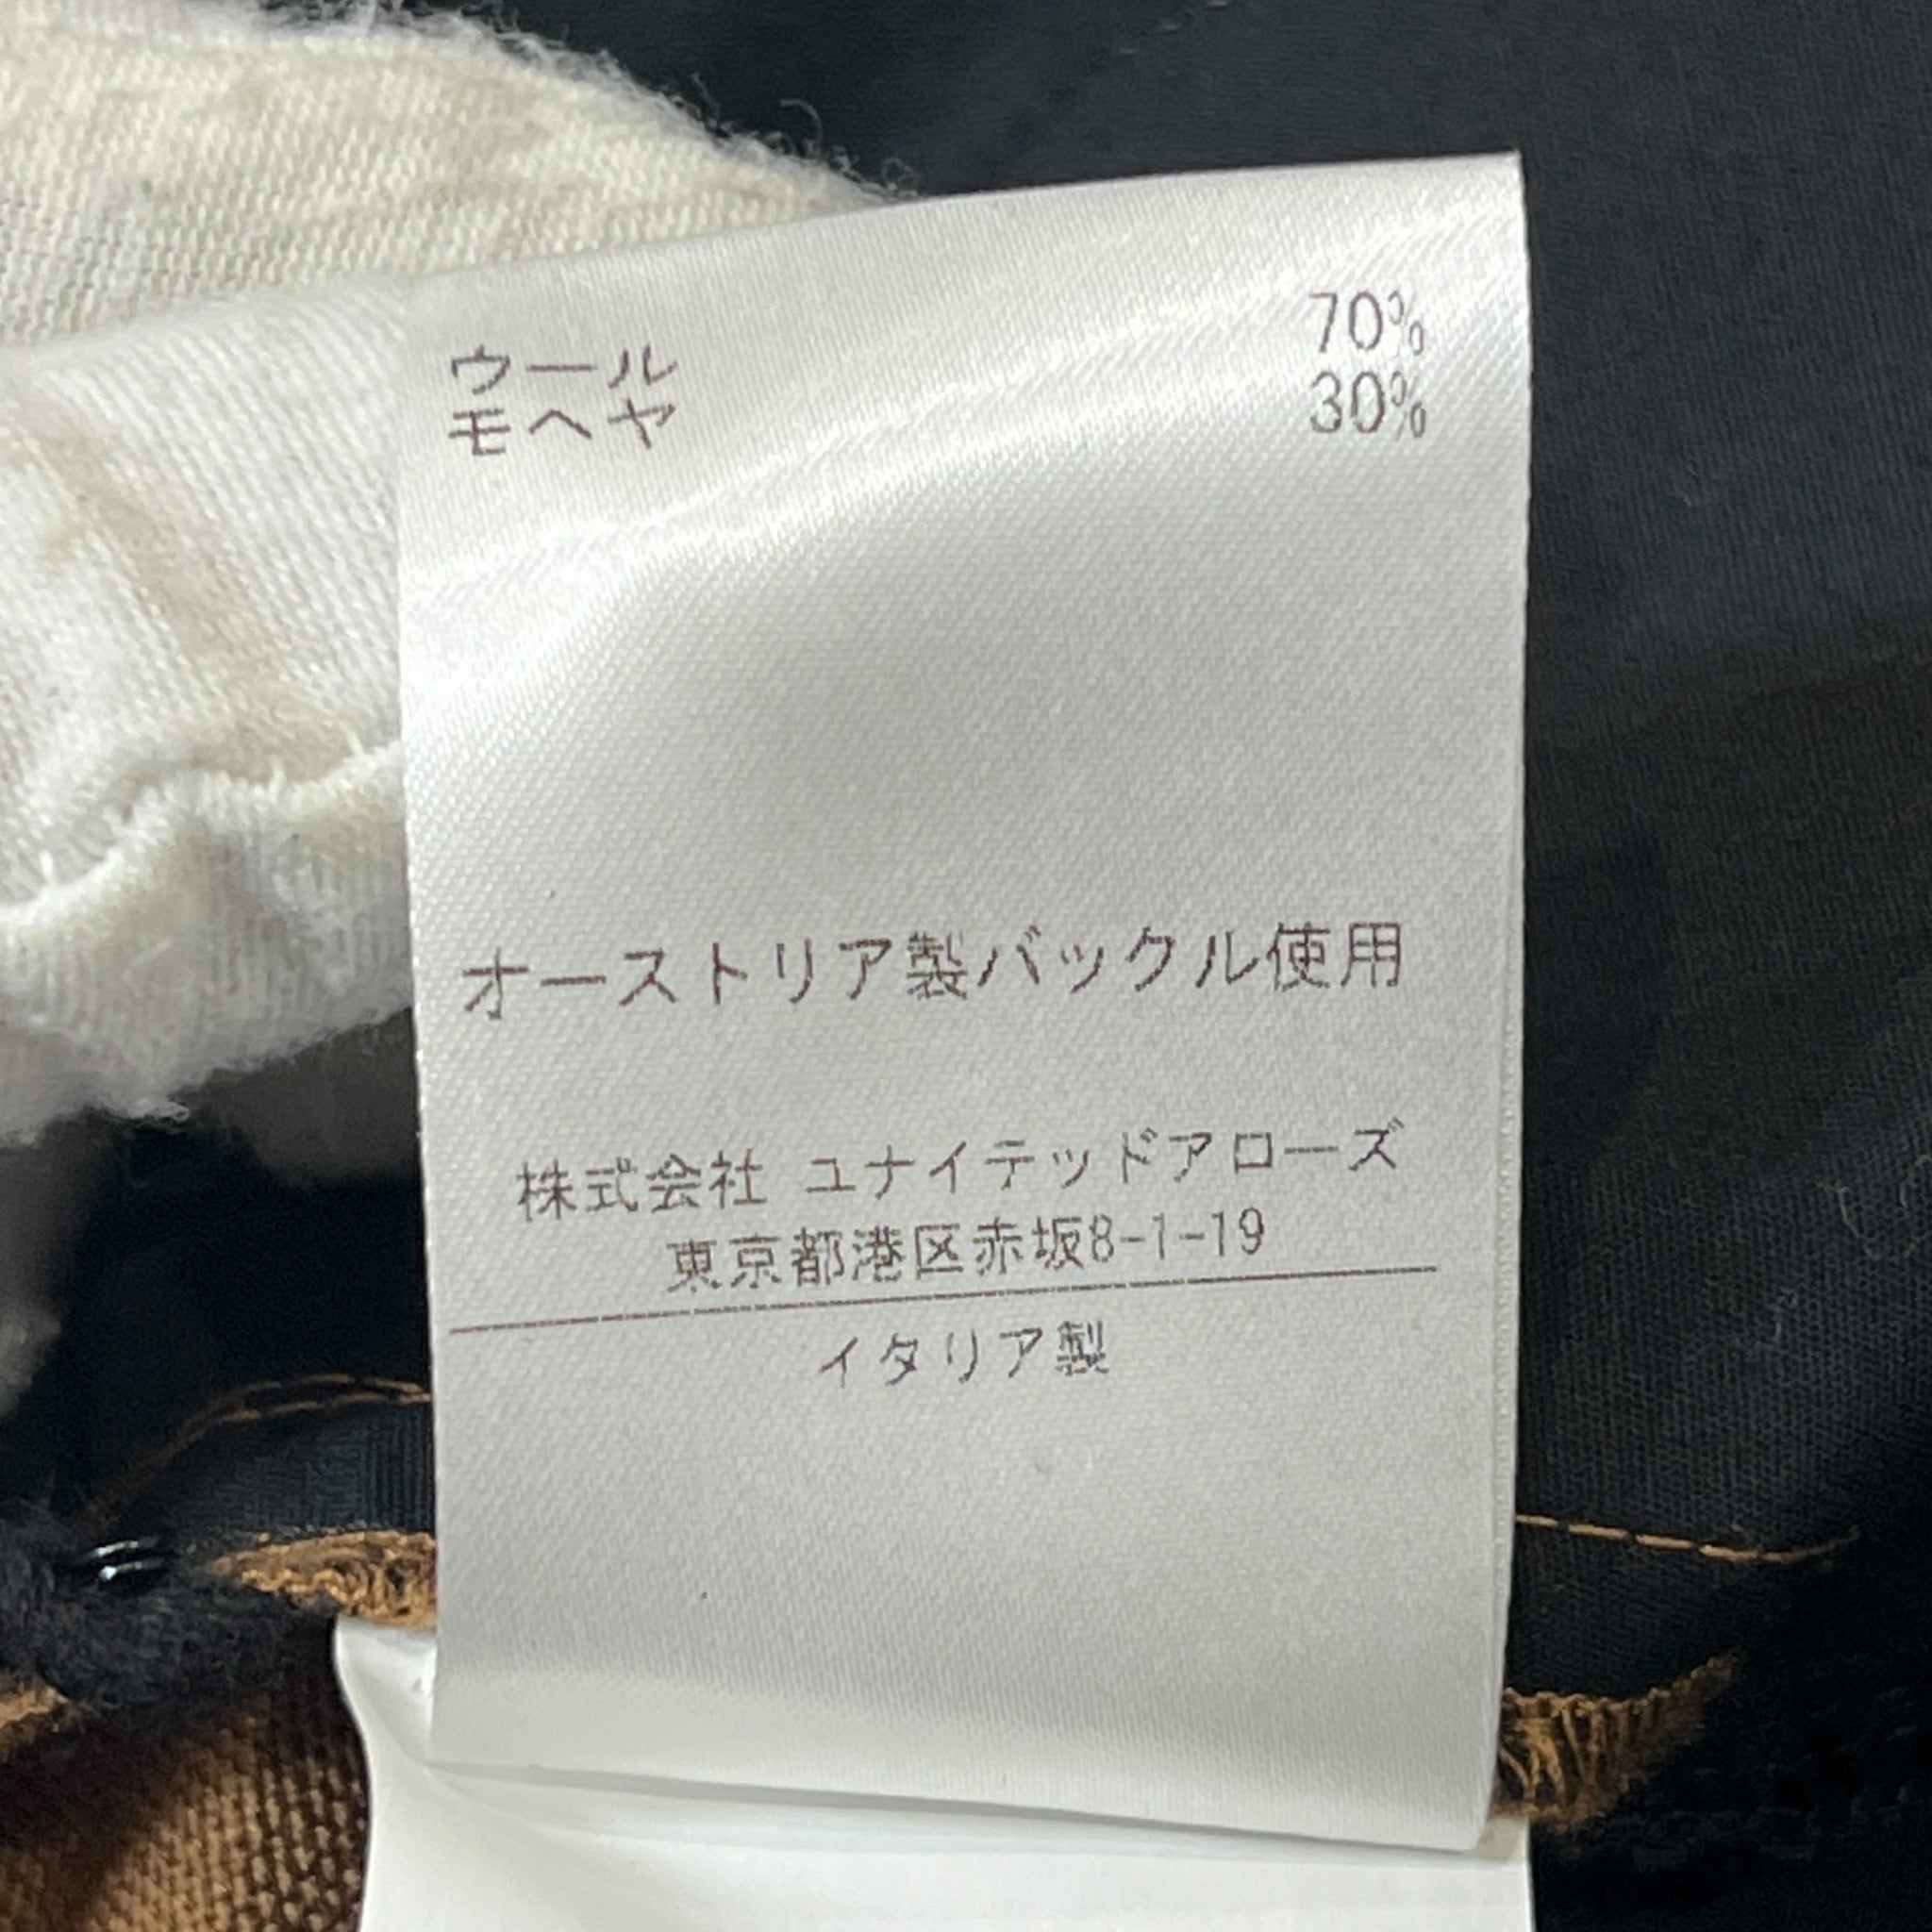 ウール 70%
モヘヤ 30%
オーストリア製バックル使用
株式会社 ユナイテッドアローズ
東京都港区赤坂8-1-19
イタリア製